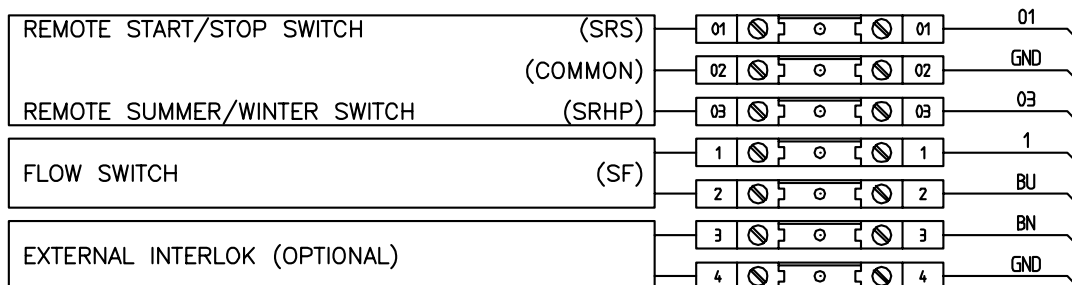 REMOTE START/STOP SWITCH (SRS) 01 01 01
(COMMON) 02 02 GND
REMOTE SUMMER/WINTER SWITCH (SRHP) 03 03 03
FLOW SWITCH (SF) 1 1 1
2 2 BU
EXTERNAL INTERLOK (OPTIONAL) 3 3 BN
4 4 GND